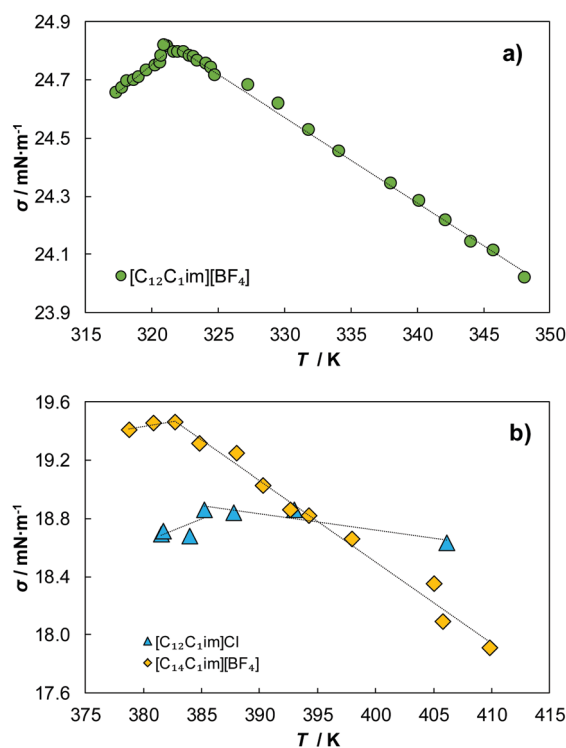 24.9
a)
24.7
24.5
24.3
24.1
23.9
σ / mN·m⁻¹
[C₁₂C₁im][BF₄]
315 320 325 330 335 340 345 350
T / K
19.6
b)
19.2
18.8
18.4
18.0
17.6
σ / mN·m⁻¹
[C₁₂C₁im]Cl
[C₁₄C₁im][BF₄]
375 380 385 390 395 400 405 410 415
T / K